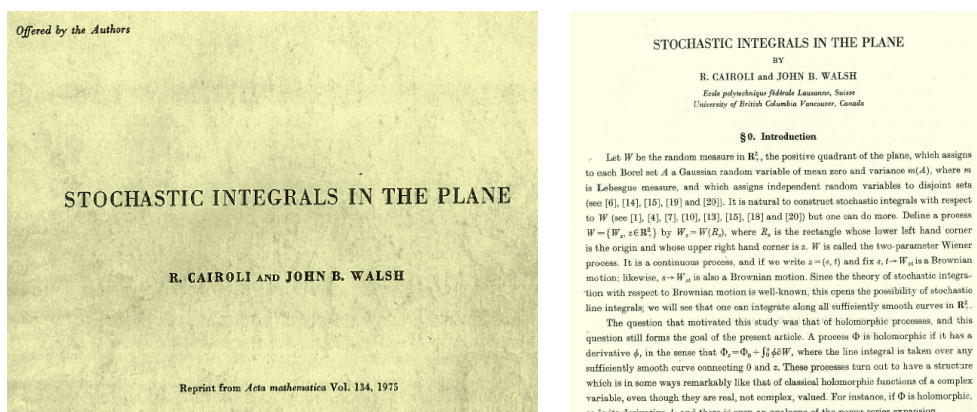 Offered by the Authors
STOCHASTIC INTEGRALS IN THE PLANE
R. CAIROLI AND JOHN B. WALSH
Reprint from Acta mathematica Vol. 134, 1975
STOCHASTIC INTEGRALS IN THE PLANE
BY
R. CAIROLI and JOHN B. WALSH
Ecole polytechnique fédérale Lausanne, Suisse
University of British Columbia Vancouver, Canada
§0. Introduction
Let W be the random measure in R²₊, the positive quadrant of the plane, which assigns
to each Borel set A a Gaussian random variable of mean zero and variance m(A), where m
is Lebesgue measure, and which assigns independent random variables to disjoint sets
(see [6], [14], [15], [19] and [20]). It is natural to construct stochastic integrals with respect
to W (see [1], [4], [7], [10], [13], [15], [18] and [20]) but one can do more. Define a process
W={W_z, z∈R²₊} by W_z=W(R_z), where R_z is the rectangle whose lower left hand corner
is the origin and whose upper right hand corner is z. W is called the two-parameter Wiener
process. It is a continuous process, and if we write z=(s, t) and fix s, t→W_st is a Brownian
motion; likewise, s→W_st is also a Brownian motion. Since the theory of stochastic integra-
tion with respect to Brownian motion is well-known, this opens the possibility of stochastic
line integrals; we will see that one can integrate along all sufficiently smooth curves in R²₊.
The question that motivated this study was that of holomorphic processes, and this
question still forms the goal of the present article. A process Φ is holomorphic if it has a
derivative ϕ, in the sense that Φ_z=Φ₀+∫₀ᶻϕ∂W, where the line integral is taken over any
sufficiently smooth curve connecting 0 and z. These processes turn out to have a structure
which is in some ways remarkably like that of classical holomorphic functions of a complex
variable, even though they are real, not complex, valued. For instance, if Φ is holomorphic,